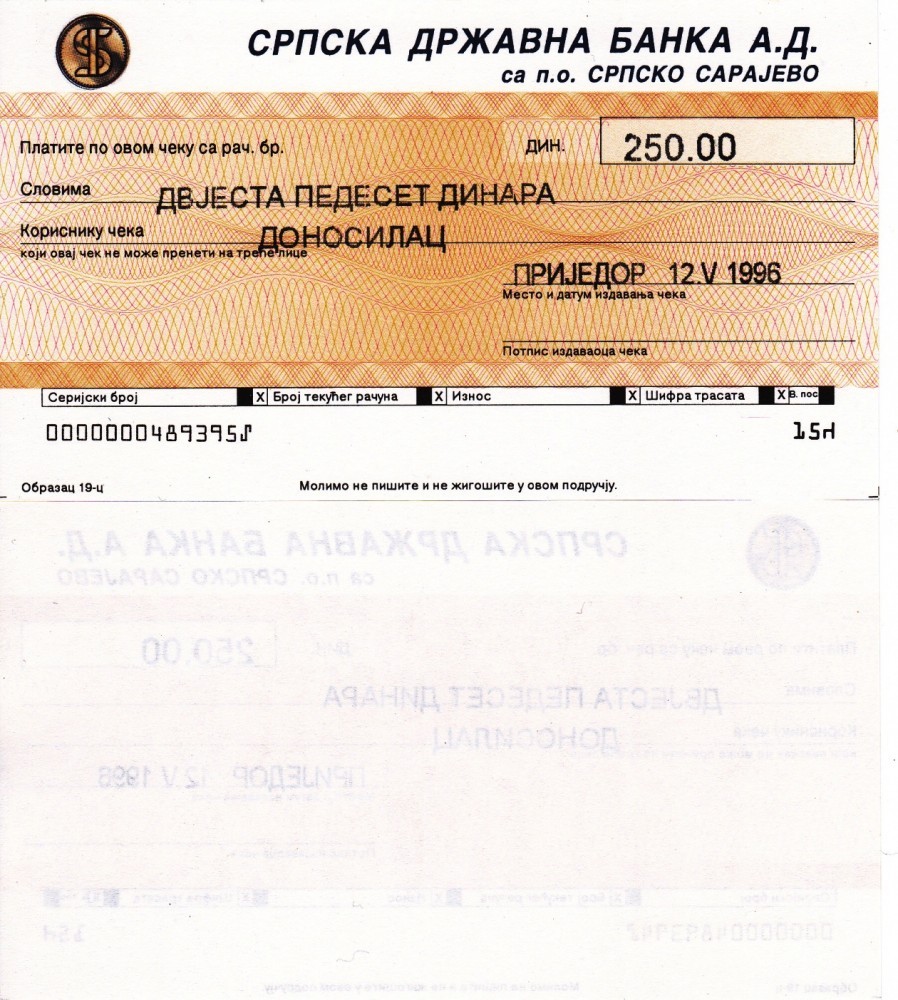 СРПСКА ДРЖАВНА БАНКА А.Д.
са п.о. СРПСКО САРАЈЕВО
Платите по овом чеку са рач. бр.
ДИН.
250.00
Словима
ДВЈЕСТА ПЕДЕСЕТ ДИНАРА
Кориснику чека
ДОНОСИЛАЦ
који овај чек не може пренети на треће лице
ПРИЈЕДОР 12.V 1996
Место и датум издавања чека
Потпис издаваоца чека
Серијски број X Број текућег рачуна X Износ X Шифра трасата X В. пос
0000000489395
Образац 19-ц
Молимо не пишите и не жигошите у овом подручју.